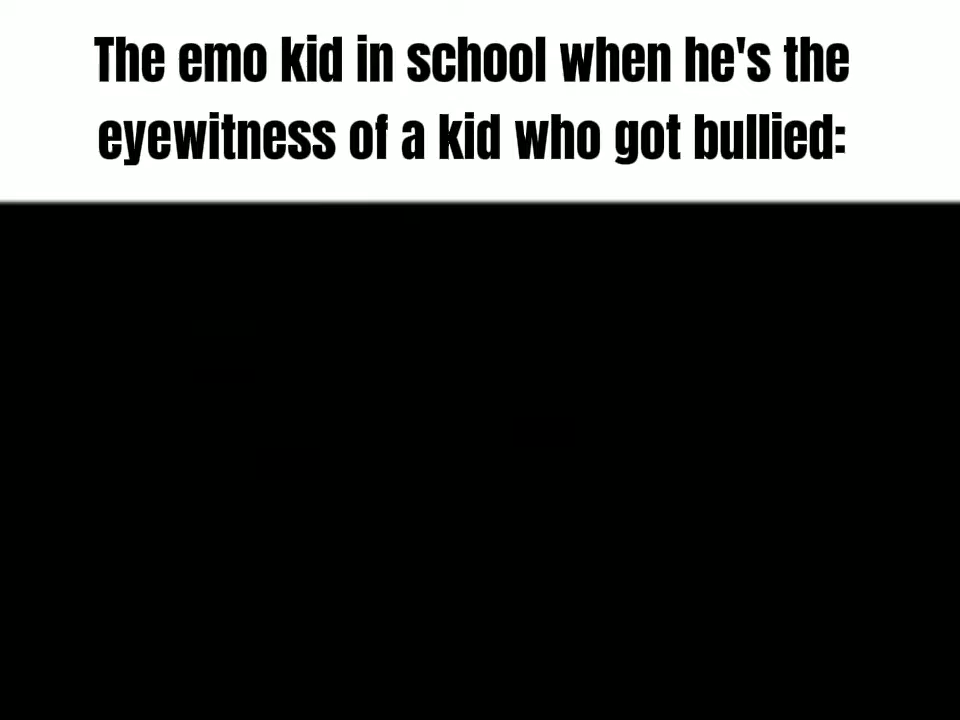 The emo kid in school when he's the
eyewitness of a kid who got bullied: